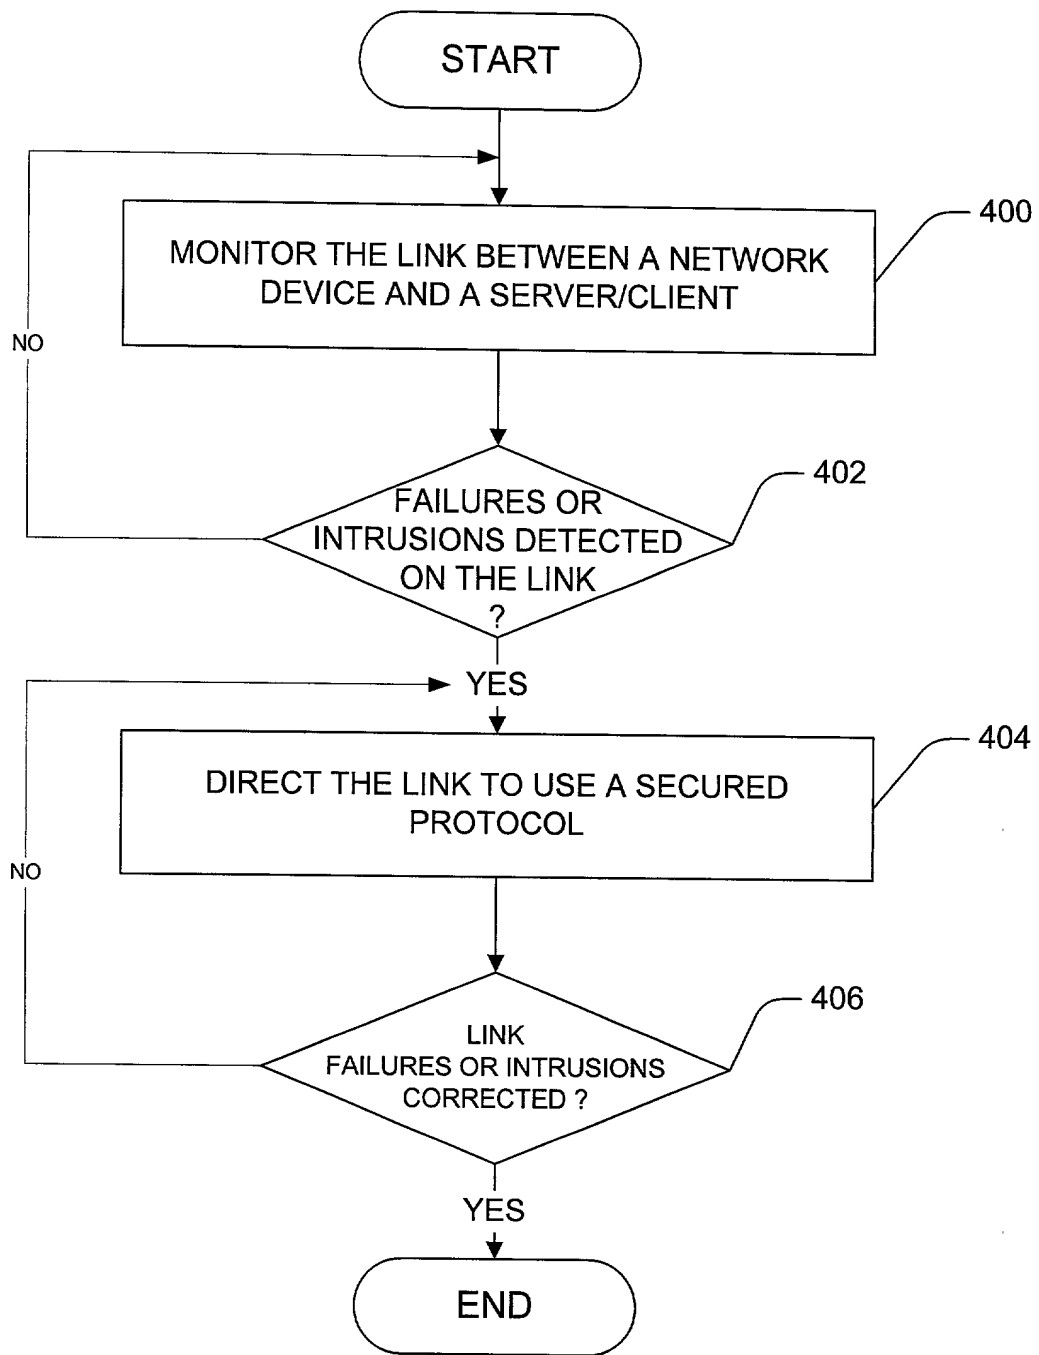 START
400
MONITOR THE LINK BETWEEN A NETWORK
DEVICE AND A SERVER/CLIENT
NO
402
FAILURES OR
INTRUSIONS DETECTED
ON THE LINK
?
YES
404
DIRECT THE LINK TO USE A SECURED
PROTOCOL
NO
406
LINK
FAILURES OR INTRUSIONS
CORRECTED ?
YES
END